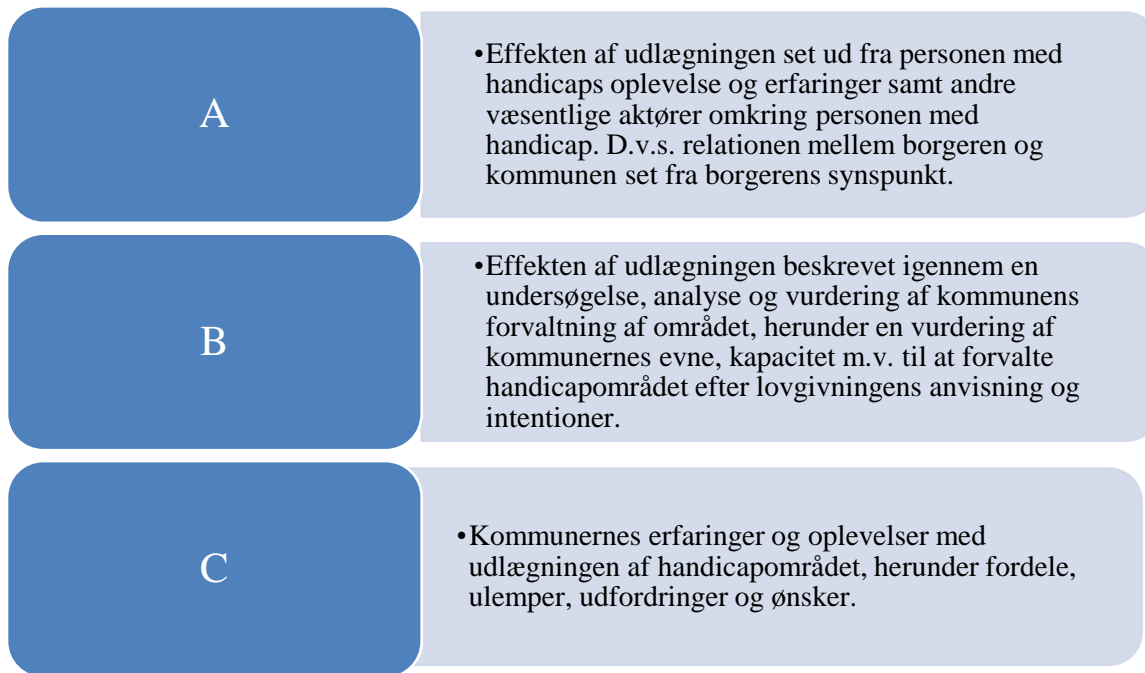 A
•Effekten af udlægningen set ud fra personen med
handicaps oplevelse og erfaringer samt andre
væsentlige aktører omkring personen med
handicap. D.v.s. relationen mellem borgeren og
kommunen set fra borgerens synspunkt.
B
•Effekten af udlægningen beskrevet igennem en
undersøgelse, analyse og vurdering af kommunens
forvaltning af området, herunder en vurdering af
kommunernes evne, kapacitet m.v. til at forvalte
handicapområdet efter lovgivningens anvisning og
intentioner.
C
•Kommunernes erfaringer og oplevelser med
udlægningen af handicapområdet, herunder fordele,
ulemper, udfordringer og ønsker.